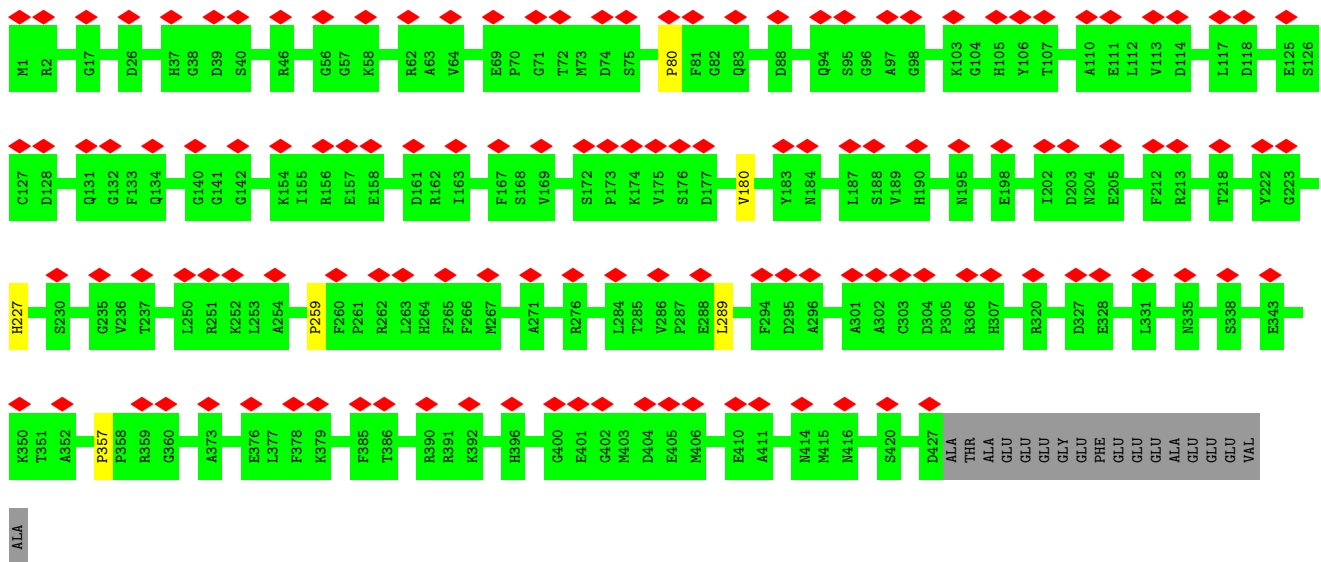 M1 R2 G17 D26 H37 G38 D39 S40 R46 G56 G57 K58 R62 A63 V64 E69 P70 G71 T72 M73 D74 S75 P80 F81 G82 Q83 D88 Q94 S95 G96 A97 G98 K103 G104 H105 Y106 T107 A110 E111 L112 V113 D114 L117 D118 E125 S126
C127 D128 Q131 G132 F133 Q134 G140 G141 G142 K154 I155 R156 E157 E158 D161 R162 I163 F167 S168 V169 S172 P173 K174 V175 S176 D177 V180 Y183 N184 L187 S188 V189 H190 N195 E198 I202 D203 N204 E205 F212 R213 T218 Y222 G223
H227 S230 G235 V236 T237 L250 R251 K252 L253 A254 P259 F260 P261 R262 L263 H264 F265 F266 M267 A271 R276 L284 T285 V286 P287 E288 L289 F294 D295 A296 A301 A302 C303 D304 P305 R306 H307 R320 D327 E328 L331 N335 S338 E343
K350 T351 A352 P357 P358 R359 G360 A373 E376 L377 F378 K379 F385 T386 R390 R391 K392 H396 G400 E401 G402 M403 D404 E405 M406 E410 A411 N414 M415 N416 S420 D427 ALA THR ALA GLU GLU GLU GLY GLU PHE GLU GLU GLU ALA GLU GLU GLU VAL
ALA